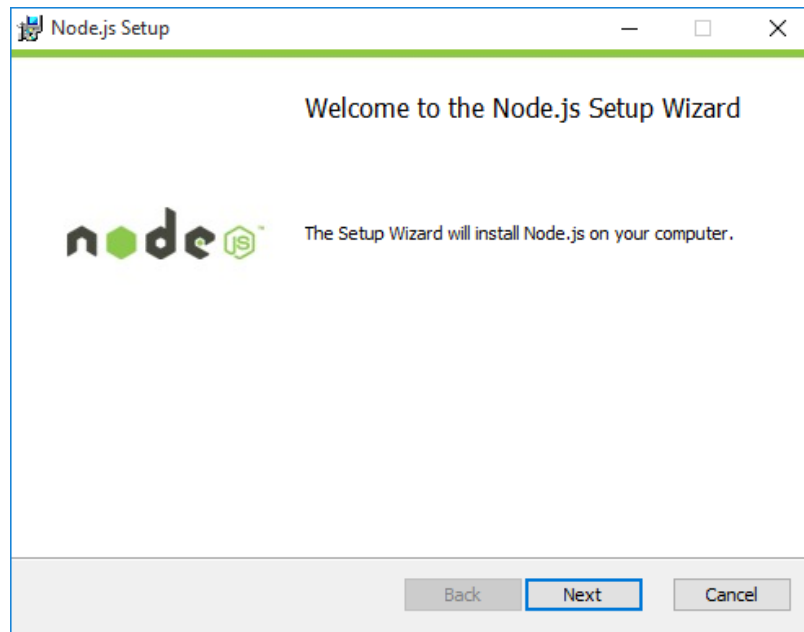 Node.js Setup
Welcome to the Node.js Setup Wizard
node JS™
The Setup Wizard will install Node.js on your computer.
Back
Next
Cancel